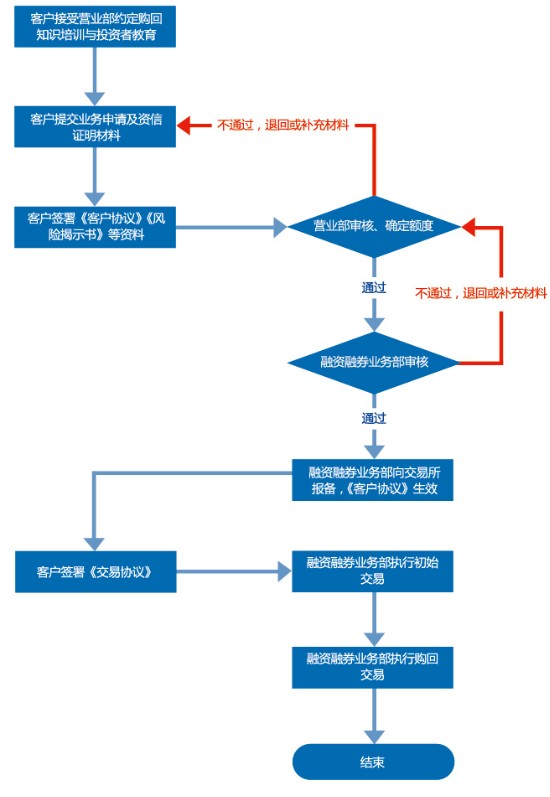 客户接受营业部约定购回
知识培训与投资者教育
客户提交业务申请及资信
证明材料
不通过，退回或补充材料
客户签署《客户协议》《风
险揭示书》等资料
营业部审核、确定额度
通过
不通过，退回或补充材料
融资融券业务部审核
通过
融资融券业务部向交易所
报备，《客户协议》生效
客户签署《交易协议》
融资融券业务部执行初始
交易
融资融券业务部执行购回
交易
结束